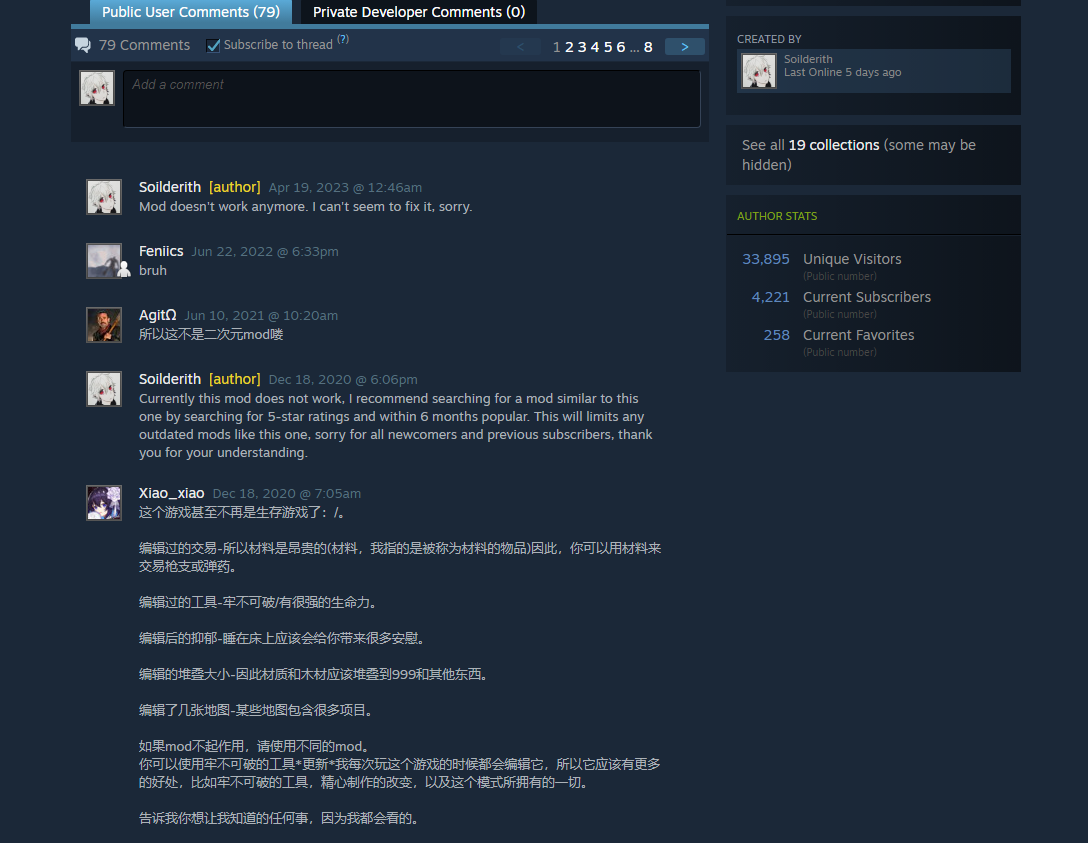 Public User Comments (79)
Private Developer Comments (0)
79 Comments
Subscribe to thread (?)
< 1 2 3 4 5 6 ... 8 >
Add a comment
Soilderith [author] Apr 19, 2023 @ 12:46am
Mod doesn't work anymore. I can't seem to fix it, sorry.
Feniics Jun 22, 2022 @ 6:33pm
bruh
AgitΩ Jun 10, 2021 @ 10:20am
所以这不是二次元mod喽
Soilderith [author] Dec 18, 2020 @ 6:06pm
Currently this mod does not work, I recommend searching for a mod similar to this
one by searching for 5-star ratings and within 6 months popular. This will limits any
outdated mods like this one, sorry for all newcomers and previous subscribers, thank
you for your understanding.
Xiao_xiao Dec 18, 2020 @ 7:05am
这个游戏甚至不再是生存游戏了：/。
编辑过的交易-所以材料是昂贵的(材料，我指的是被称为材料的物品)因此，你可以用材料来
交易枪支或弹药。
编辑过的工具-牢不可破/有很强的生命力。
编辑后的抑郁-睡在床上应该会给你带来很多安慰。
编辑的堆叠大小-因此材质和木材应该堆叠到999和其他东西。
编辑了几张地图-某些地图包含很多项目。
如果mod不起作用，请使用不同的mod。
你可以使用牢不可破的工具*更新*我每次玩这个游戏的时候都会编辑它，所以它应该有更多
的好处，比如牢不可破的工具，精心制作的改变，以及这个模式所拥有的一切。
告诉我你想让我知道的任何事，因为我都会看的。
CREATED BY
Soilderith
Last Online 5 days ago
See all 19 collections (some may be
hidden)
AUTHOR STATS
33,895 Unique Visitors
(Public number)
4,221 Current Subscribers
(Public number)
258 Current Favorites
(Public number)